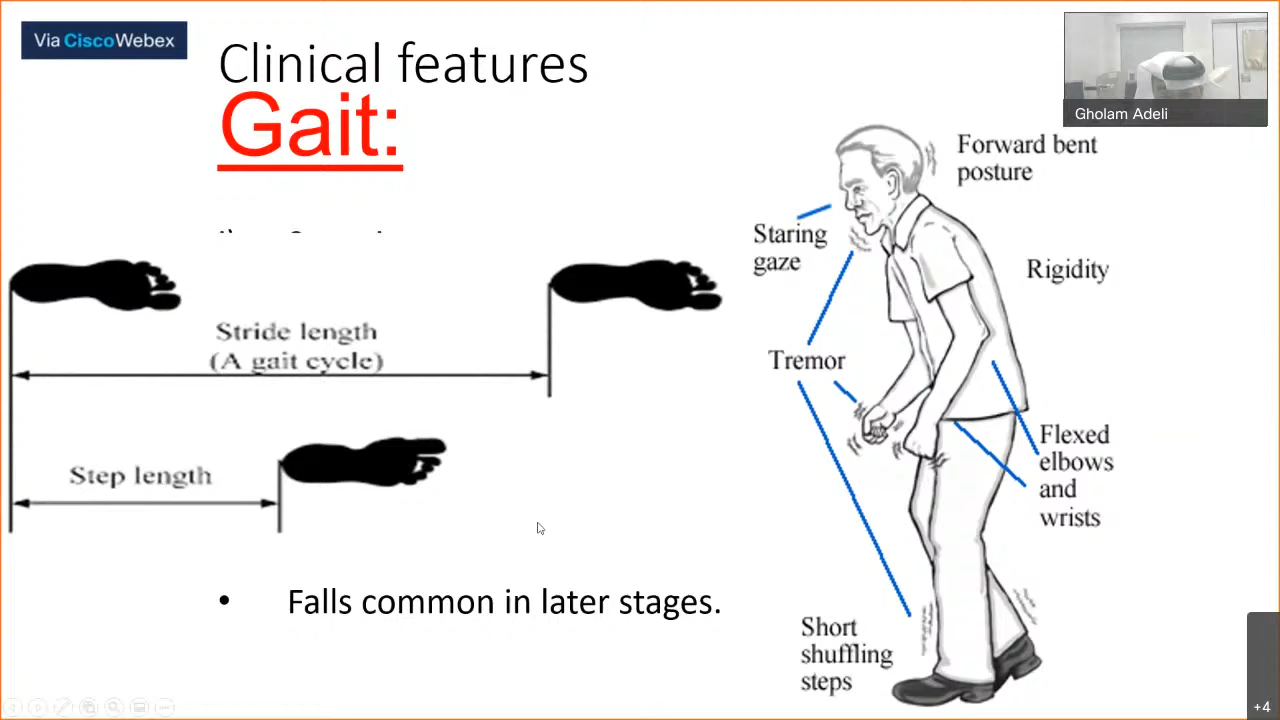 Via CiscoWebex
Clinical features
Gait:
Gholam Adeli
Forward bent
posture
Staring
gaze
Rigidity
Stride length
(A gait cycle)
Tremor
Step length
Flexed
elbows
and
wrists
• Falls common in later stages.
Short
shuffling
steps
+4